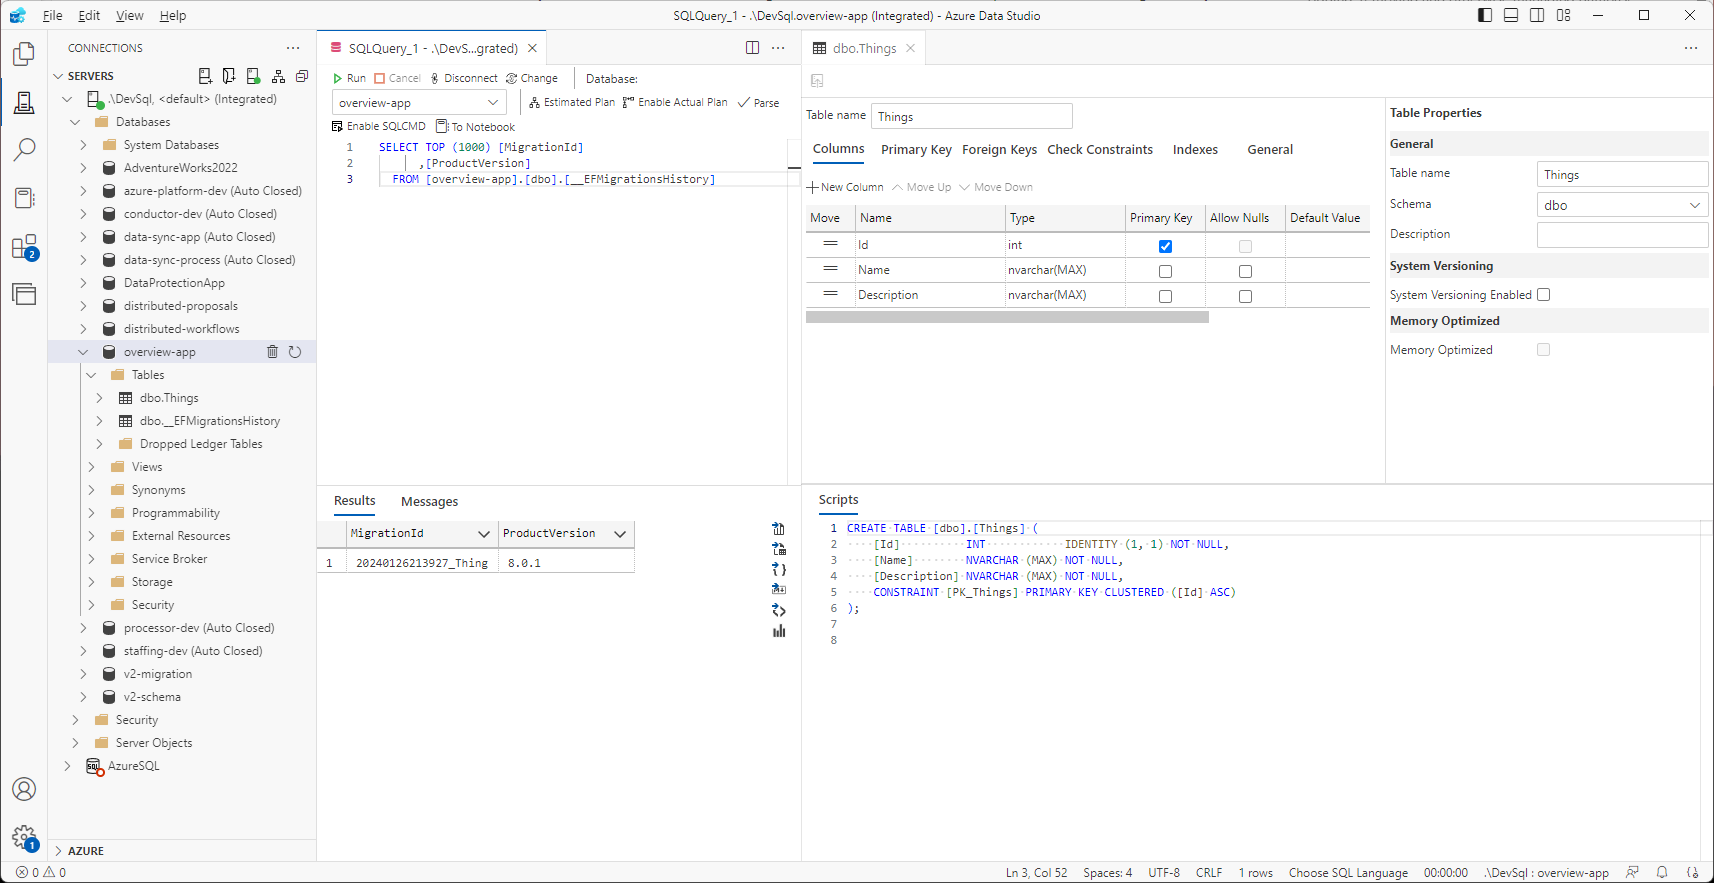 File Edit View Help
SQLQuery_1 - .\DevSql.overview-app (Integrated) - Azure Data Studio
CONNECTIONS
SERVERS
.\DevSql, <default> (Integrated)
Databases
System Databases
AdventureWorks2022
azure-platform-dev (Auto Closed)
conductor-dev (Auto Closed)
data-sync-app (Auto Closed)
data-sync-process (Auto Closed)
DataProtectionApp
distributed-proposals
distributed-workflows
overview-app
Tables
dbo.Things
dbo.__EFMigrationsHistory
Dropped Ledger Tables
Views
Synonyms
Programmability
External Resources
Service Broker
Storage
Security
processor-dev (Auto Closed)
staffing-dev (Auto Closed)
v2-migration
v2-schema
Security
Server Objects
AzureSQL
AZURE
2
1
SQLQuery_1 - .\DevS...grated)
Run Cancel Disconnect Change Database:
overview-app Estimated Plan Enable Actual Plan Parse
Enable SQLCMD To Notebook
1 SELECT TOP (1000) [MigrationId]
2 ,[ProductVersion]
3 FROM [overview-app].[dbo].[__EFMigrationsHistory]
Results Messages
MigrationId ProductVersion
1 20240126213927_Thing 8.0.1
dbo.Things
Table name Things
Columns Primary Key Foreign Keys Check Constraints Indexes General
New Column Move Up Move Down
Move Name Type Primary Key Allow Nulls Default Value
Id int
Name nvarchar(MAX)
Description nvarchar(MAX)
Table Properties
General
Table name Things
Schema dbo
Description
System Versioning
System Versioning Enabled
Memory Optimized
Memory Optimized
Scripts
1 CREATE TABLE [dbo].[Things] (
2 [Id] INT IDENTITY (1, 1) NOT NULL,
3 [Name] NVARCHAR (MAX) NOT NULL,
4 [Description] NVARCHAR (MAX) NOT NULL,
5 CONSTRAINT [PK_Things] PRIMARY KEY CLUSTERED ([Id] ASC)
6 );
7
8
0 0 Ln 3, Col 52 Spaces: 4 UTF-8 CRLF 1 rows Choose SQL Language 00:00:00 .\DevSql : overview-app